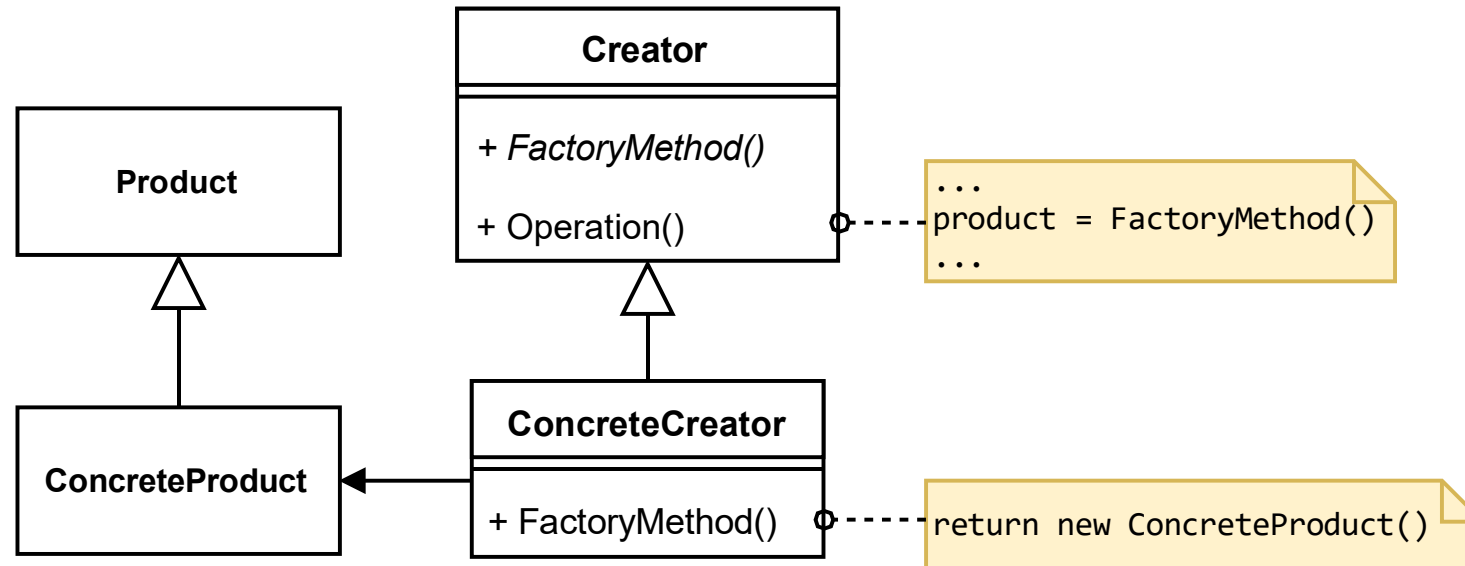 Creator
+ FactoryMethod()
+ Operation()
Product
...
product = FactoryMethod()
...
ConcreteCreator
+ FactoryMethod()
ConcreteProduct
return new ConcreteProduct()